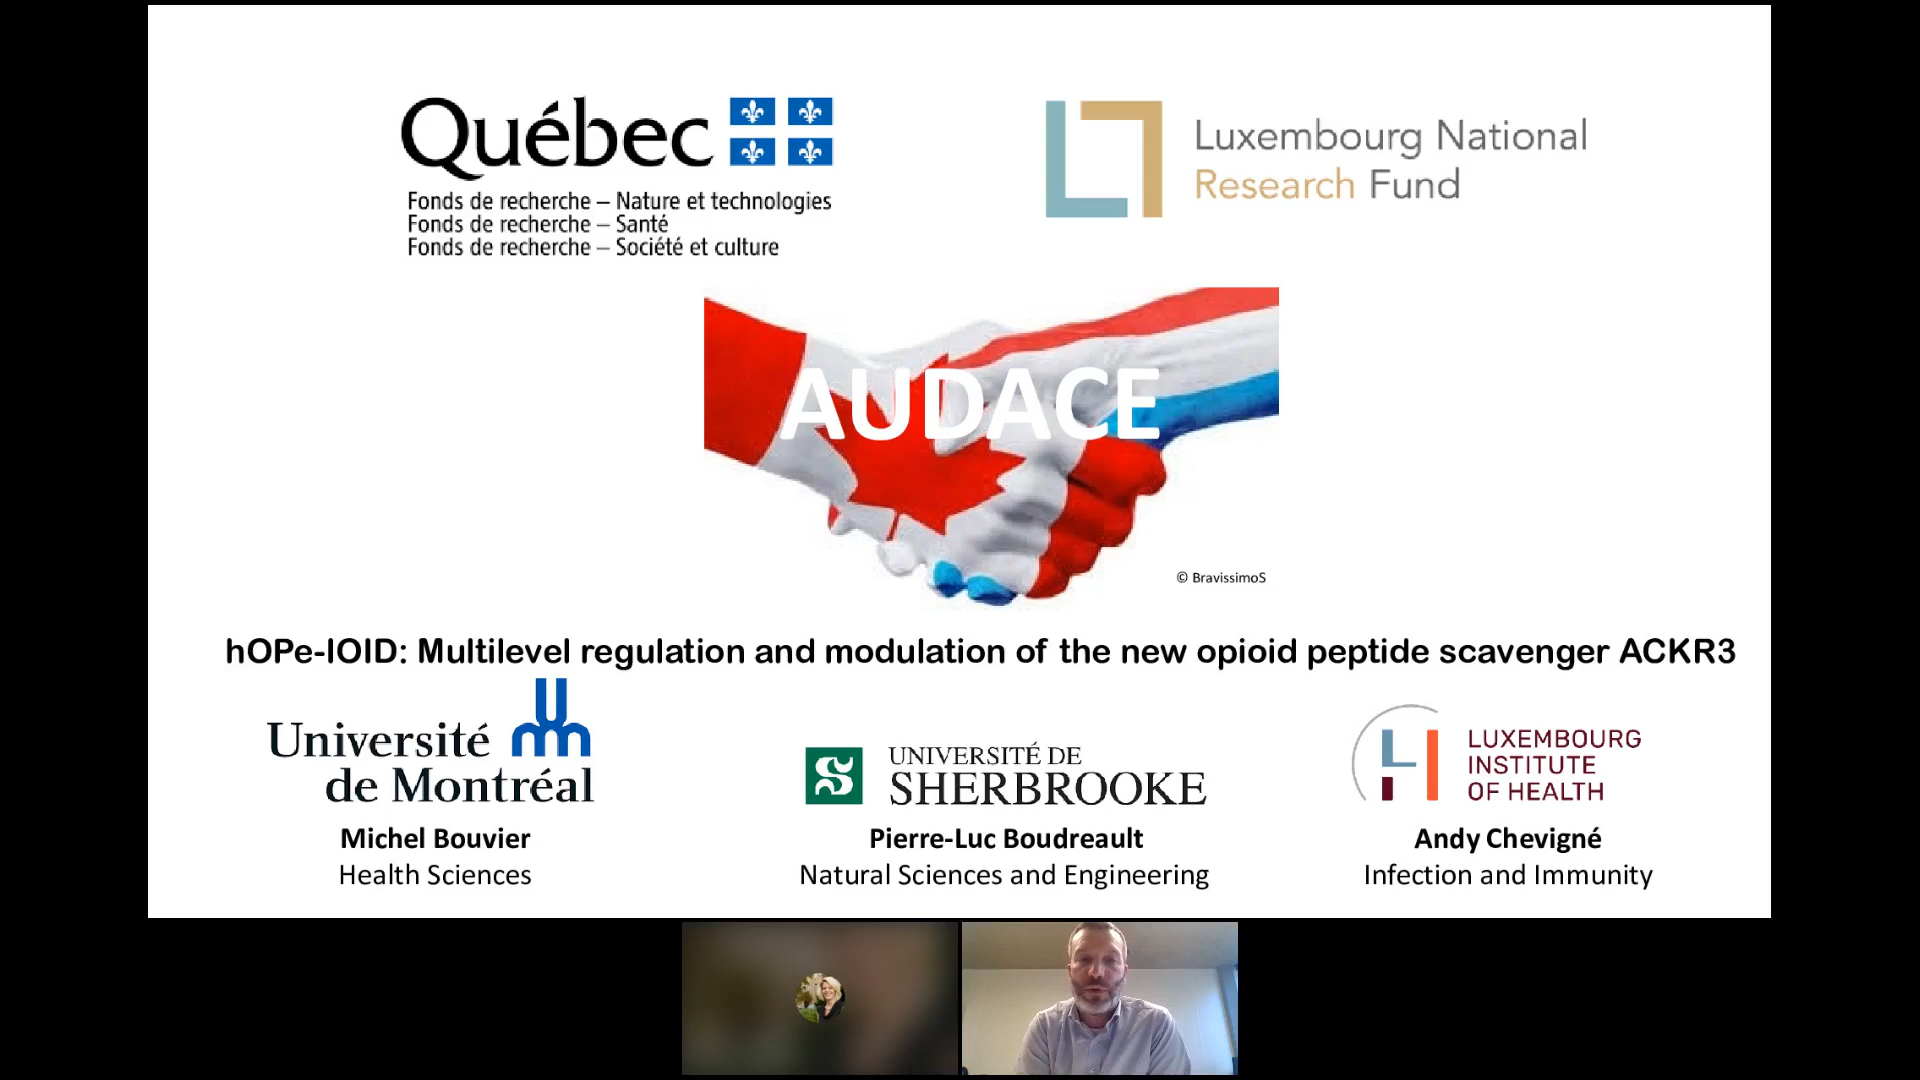 Québec
Fonds de recherche – Nature et technologies
Fonds de recherche – Santé
Fonds de recherche – Société et culture
Luxembourg National
Research Fund
AUDACE
© BravissimoS
hOPe-IOID: Multilevel regulation and modulation of the new opioid peptide scavenger ACKR3
Université
de Montréal
Michel Bouvier
Health Sciences
UNIVERSITÉ DE
SHERBROOKE
Pierre-Luc Boudreault
Natural Sciences and Engineering
LUXEMBOURG
INSTITUTE
OF HEALTH
Andy Chevigné
Infection and Immunity